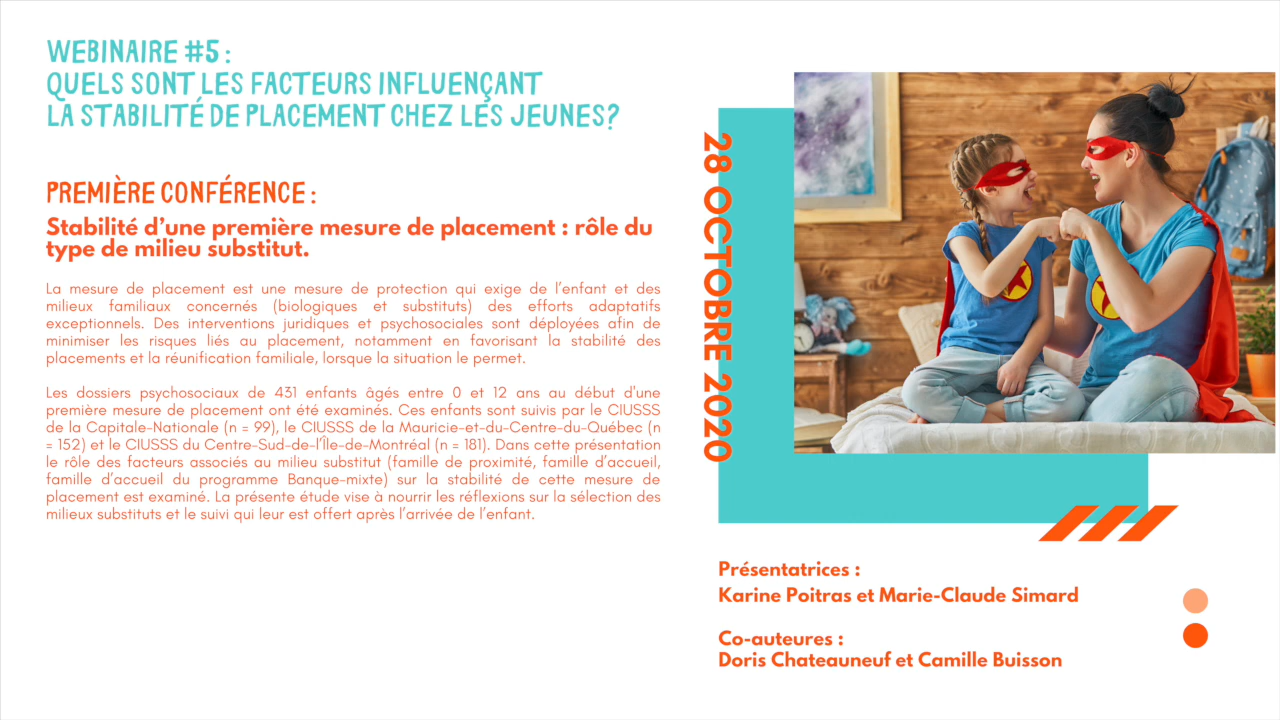 WEBINAIRE #5 :
QUELS SONT LES FACTEURS INFLUENÇANT
LA STABILITÉ DE PLACEMENT CHEZ LES JEUNES?
PREMIÈRE CONFÉRENCE :
Stabilité d’une première mesure de placement : rôle du
type de milieu substitut.
La mesure de placement est une mesure de protection qui exige de l’enfant et des
milieux familiaux concernés (biologiques et substituts) des efforts adaptatifs
exceptionnels. Des interventions juridiques et psychosociales sont déployées afin de
minimiser les risques liés au placement, notamment en favorisant la stabilité des
placements et la réunification familiale, lorsque la situation le permet.
Les dossiers psychosociaux de 431 enfants âgés entre 0 et 12 ans au début d'une
première mesure de placement ont été examinés. Ces enfants sont suivis par le CIUSSS
de la Capitale-Nationale (n = 99), le CIUSSS de la Mauricie-et-du-Centre-du-Québec (n
= 152) et le CIUSSS du Centre-Sud-de-l’Île-de-Montréal (n = 181). Dans cette présentation
le rôle des facteurs associés au milieu substitut (famille de proximité, famille d’accueil,
famille d’accueil du programme Banque-mixte) sur la stabilité de cette mesure de
placement est examiné. La présente étude vise à nourrir les réflexions sur la sélection des
milieux substituts et le suivi qui leur est offert après l’arrivée de l’enfant.
28 OCTOBRE 2020
Présentatrices :
Karine Poitras et Marie-Claude Simard
Co-auteures :
Doris Chateauneuf et Camille Buisson